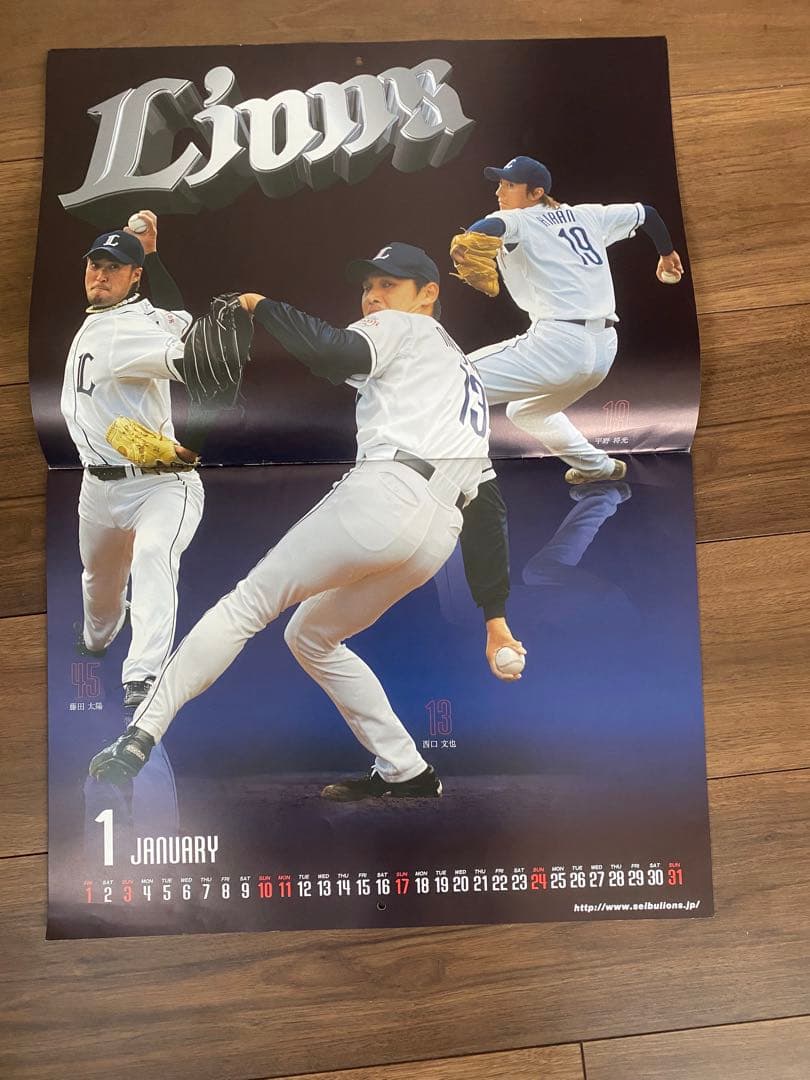 Lions
HIRAN
19
L
L
L
13
19
平野 将光
45
藤田 太陽
13
西口 文也
1 JANUARY
FRI SAT SUN MON TUE WED THU FRI SAT SUN MON TUE WED THU FRI SAT SUN MON TUE WED THU FRI SAT SUN MON TUE WED THU FRI SAT SUN
1 2 3 4 5 6 7 8 9 10 11 12 13 14 15 16 17 18 19 20 21 22 23 24 25 26 27 28 29 30 31
http://www.seibulions.jp/